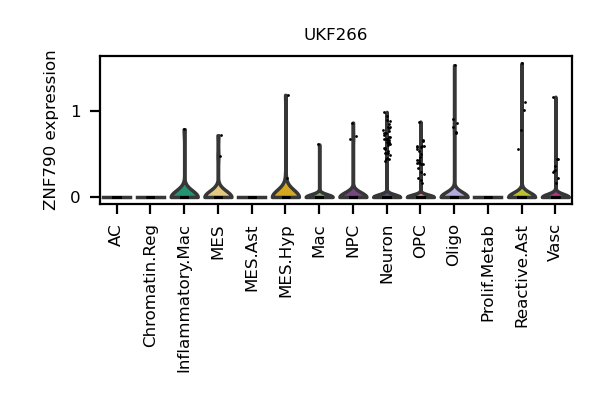 UKF266
ZNF790 expression
1
0
AC
Chromatin.Reg
Inflammatory.Mac
MES
MES.Ast
MES.Hyp
Mac
NPC
Neuron
OPC
Oligo
Prolif.Metab
Reactive.Ast
Vasc